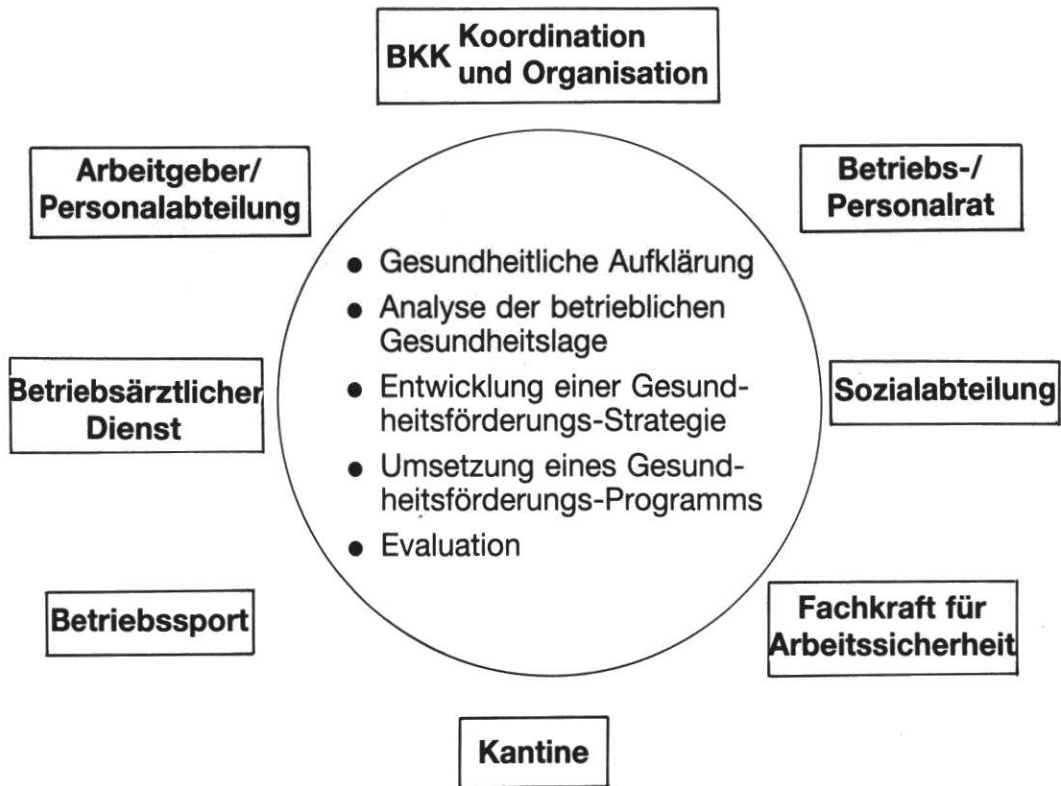 BKK Koordination
und Organisation
Arbeitgeber/
Personalabteilung
Betriebs-/
Personalrat
• Gesundheitliche Aufklärung
• Analyse der betrieblichen
Gesundheitslage
• Entwicklung einer Gesund-
heitsförderungs-Strategie
• Umsetzung eines Gesund-
heitsförderungs-Programms
• Evaluation
Betriebsärztlicher
Dienst
Sozialabteilung
Betriebssport
Fachkraft für
Arbeitssicherheit
Kantine